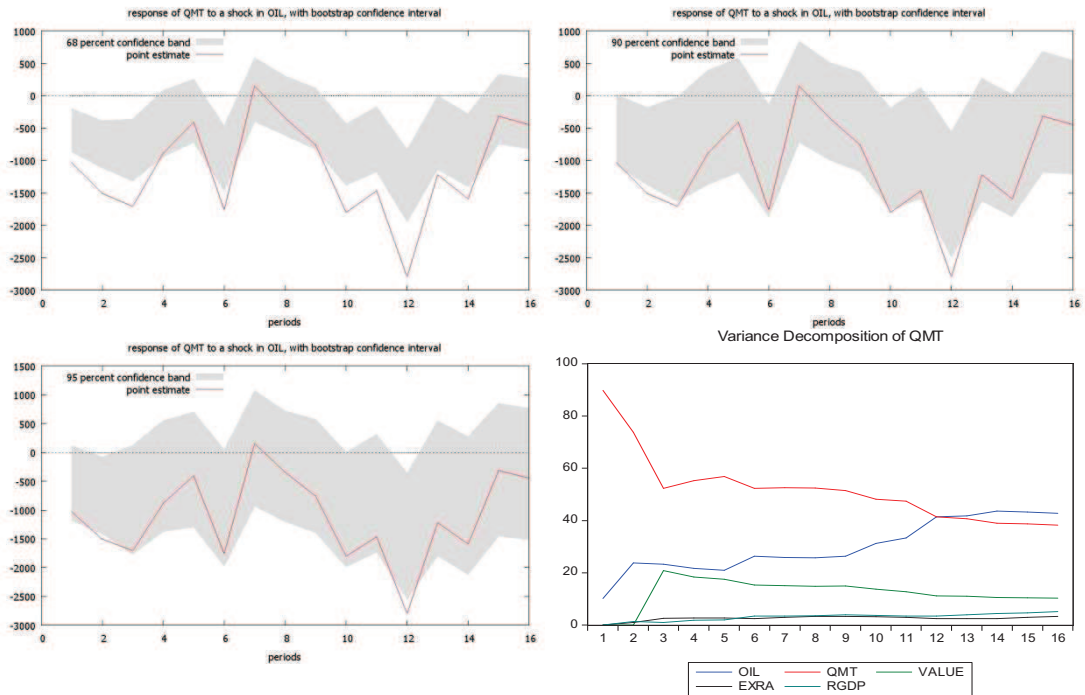 response of QMT to a shock in OIL, with bootstrap confidence interval
68 percent confidence band
point estimate
1000
500
0
-500
-1000
-1500
-2000
-2500
-3000
0 2 4 6 8 10 12 14 16
periods
response of QMT to a shock in OIL, with bootstrap confidence interval
90 percent confidence band
point estimate
1000
500
0
-500
-1000
-1500
-2000
-2500
-3000
0 2 4 6 8 10 12 14 16
periods
response of QMT to a shock in OIL, with bootstrap confidence interval
95 percent confidence band
point estimate
1500
1000
500
0
-500
-1000
-1500
-2000
-2500
-3000
0 2 4 6 8 10 12 14 16
periods
Variance Decomposition of QMT
100
80
60
40
20
0
1 2 3 4 5 6 7 8 9 10 11 12 13 14 15 16
OIL QMT VALUE
EXRA RGDP